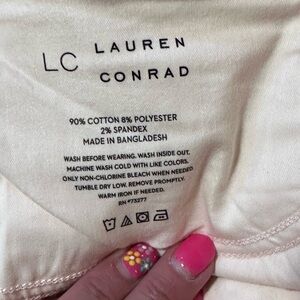 LC LAUREN
CONRAD
90% COTTON 8% POLYESTER
2% SPANDEX
MADE IN BANGLADESH
WASH BEFORE WEARING. WASH INSIDE OUT.
MACHINE WASH COLD WITH LIKE COLORS.
ONLY NON-CHLORINE BLEACH WHEN NEEDED.
TUMBLE DRY LOW. REMOVE PROMPTLY.
WARM IRON IF NEEDED.
RN #73277